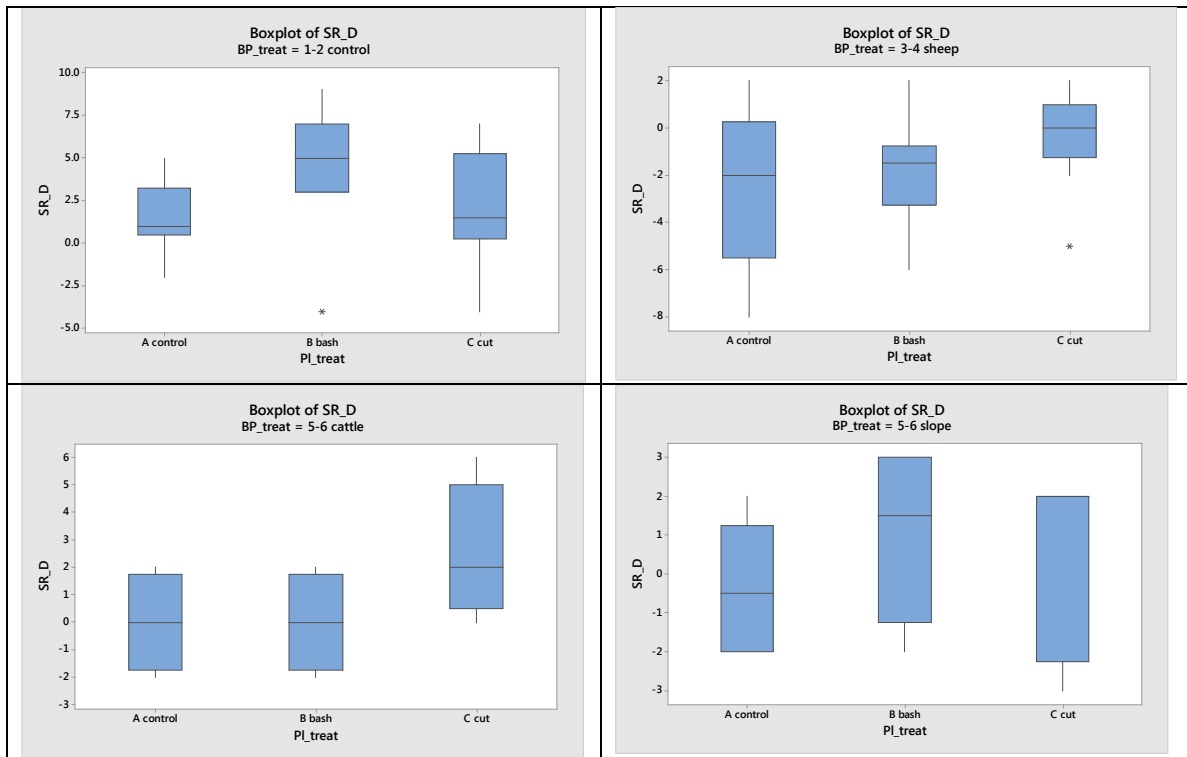 Boxplot of SR_D
BP_treat = 1-2 control
10.0
7.5
5.0
2.5
0.0
-2.5
-5.0
SR_D
A control B bash C cut
Pl_treat
*
Boxplot of SR_D
BP_treat = 3-4 sheep
2
0
-2
-4
-6
-8
SR_D
A control B bash C cut
Pl_treat
*
Boxplot of SR_D
BP_treat = 5-6 cattle
6
5
4
3
2
1
0
-1
-2
-3
SR_D
A control B bash C cut
Pl_treat
Boxplot of SR_D
BP_treat = 5-6 slope
3
2
1
0
-1
-2
-3
SR_D
A control B bash C cut
Pl_treat